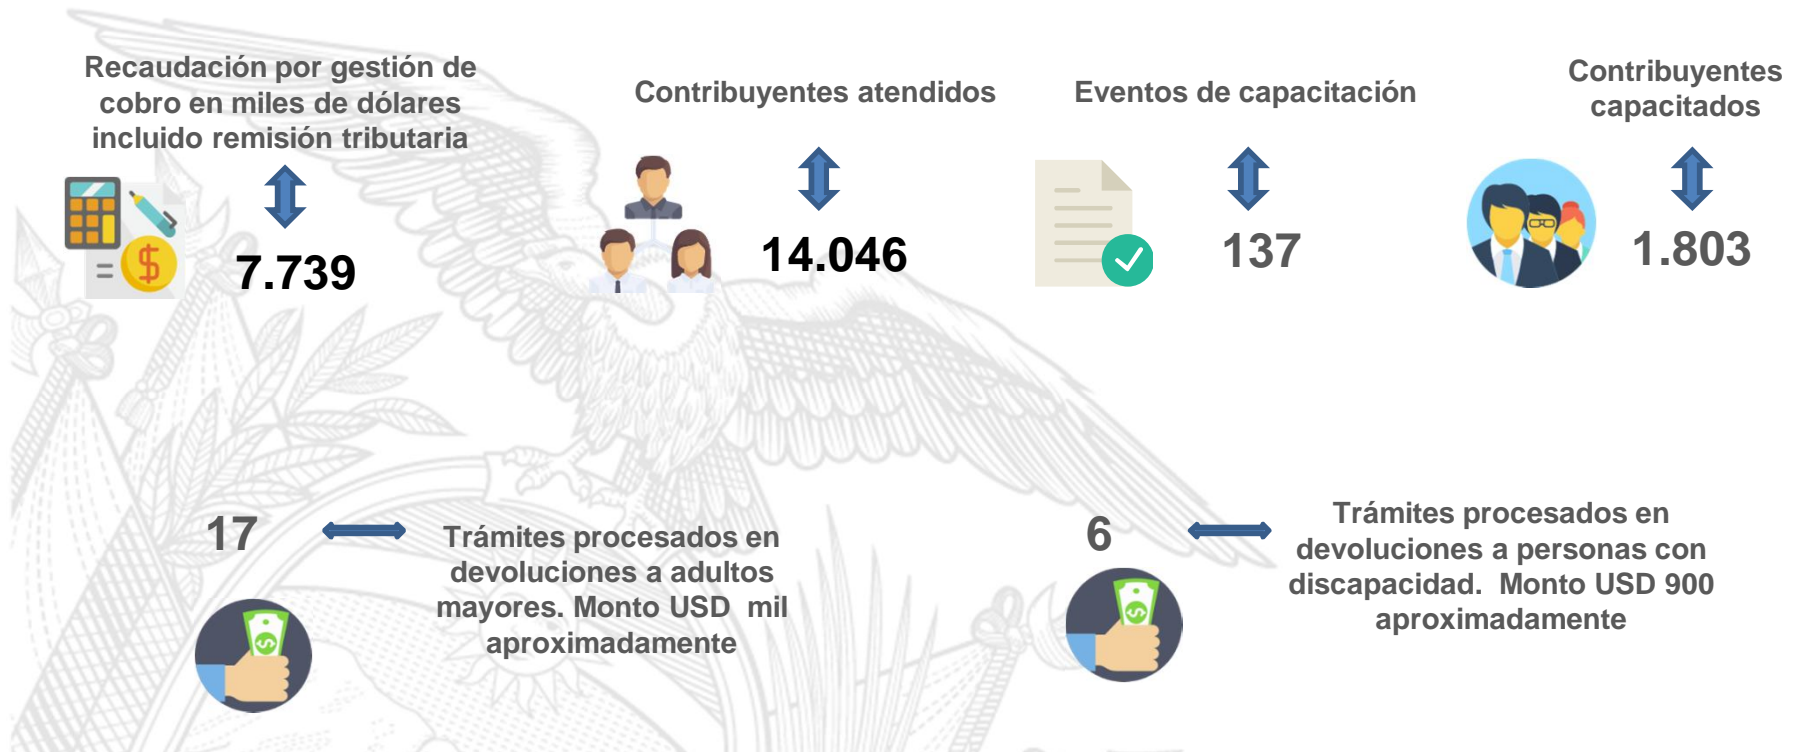 Recaudación por gestión de
cobro en miles de dólares
incluido remisión tributaria
7.739
Contribuyentes atendidos
14.046
Eventos de capacitación
137
Contribuyentes
capacitados
1.803
17
Trámites procesados en
devoluciones a adultos
mayores. Monto USD  mil
aproximadamente
6
Trámites procesados en
devoluciones a personas con
discapacidad.  Monto USD 900
aproximadamente